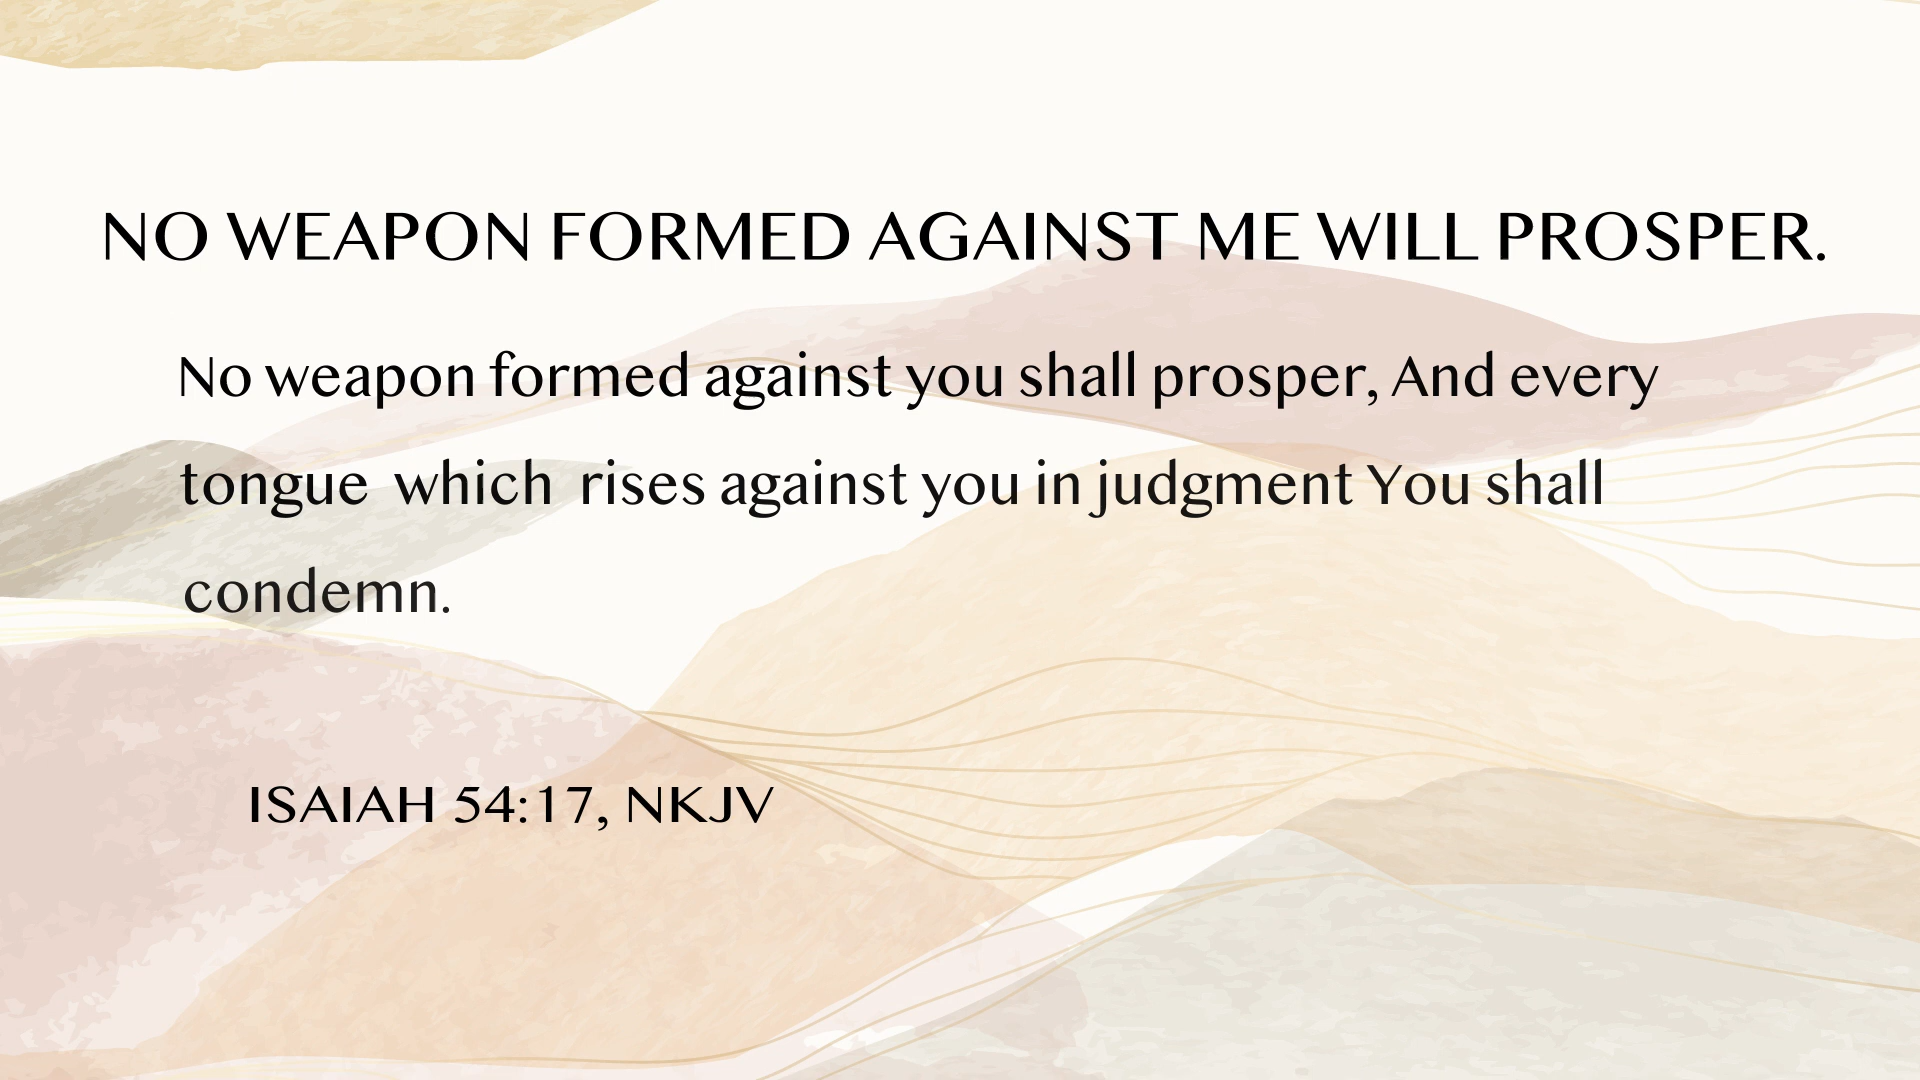 NO WEAPON FORMED AGAINST ME WILL PROSPER.
No weapon formed against you shall prosper, And every
tongue which rises against you in judgment You shall
condemn.
ISAIAH 54:17, NKJV